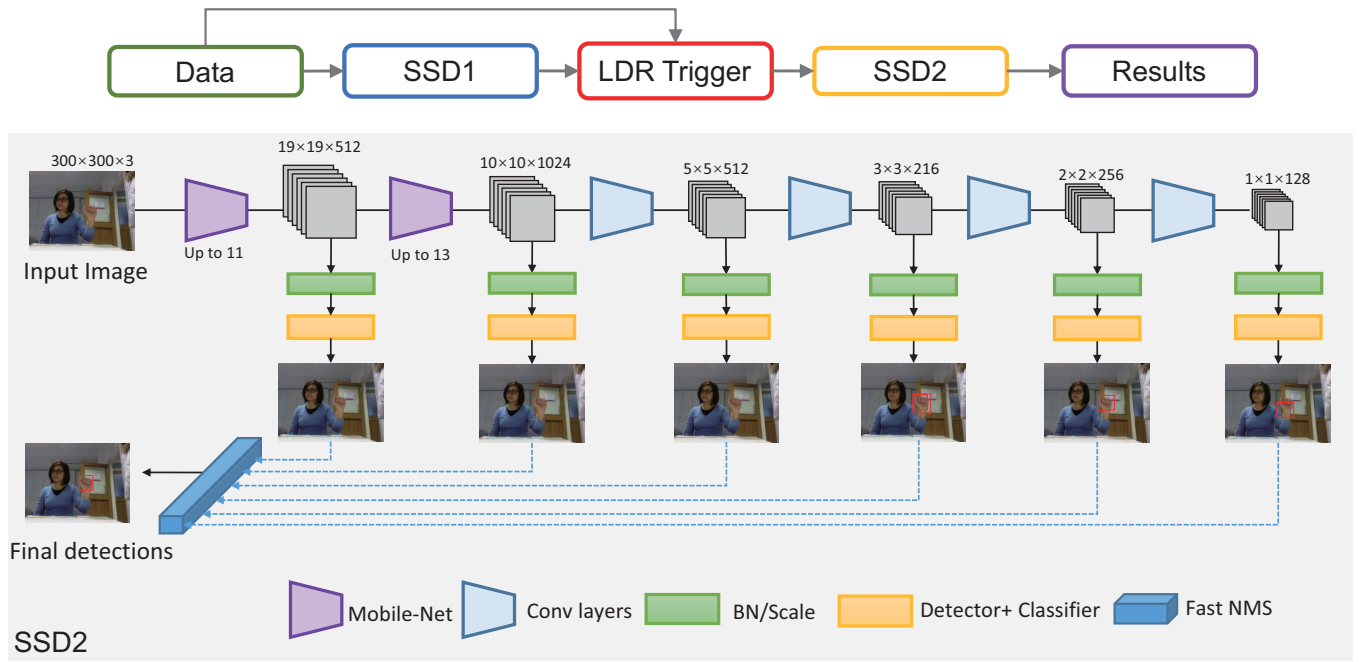 Data
SSD1
LDR Trigger
SSD2
Results
300×300×3
19×19×512
10×10×1024
5×5×512
3×3×216
2×2×256
1×1×128
Up to 11
Up to 13
Input Image
Final detections
Mobile-Net
Conv layers
BN/Scale
Detector+ Classifier
Fast NMS
SSD2